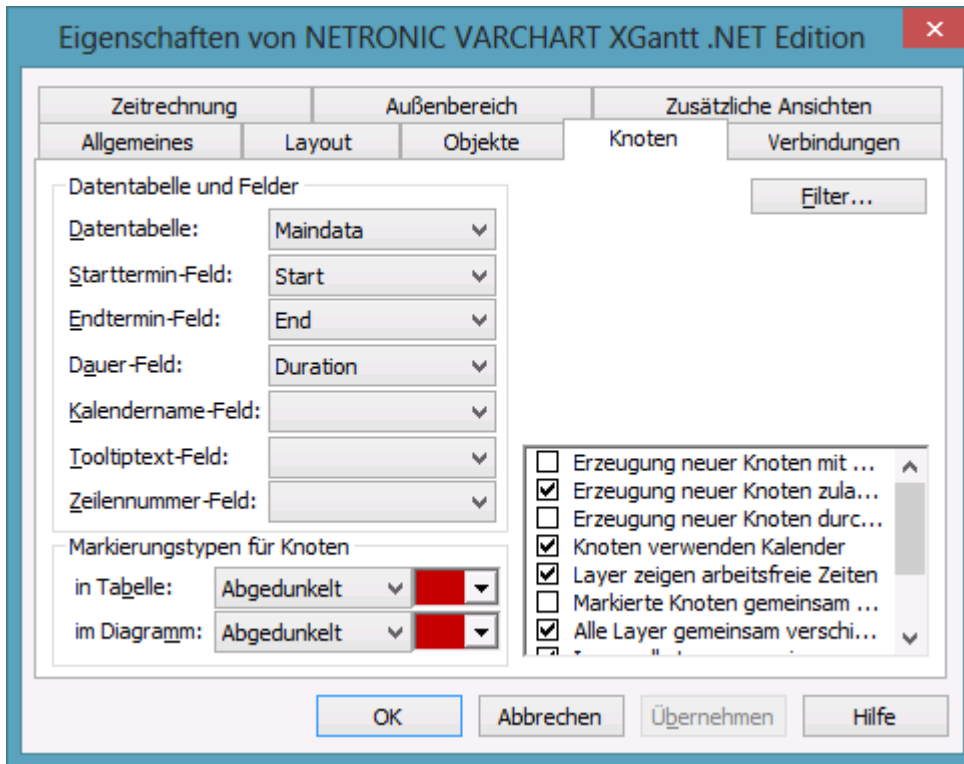 Eigenschaften von NETRONIC VARCHART XGantt .NET Edition
Zeitrechnung Außenbereich Zusätzliche Ansichten
Allgemeines Layout Objekte Knoten Verbindungen
Datentabelle und Felder
Filter...
Datentabelle: Maindata
Starttermin-Feld: Start
Endtermin-Feld: End
Dauer-Feld: Duration
Kalendername-Feld:
Tooltiptext-Feld:
Zeilennummer-Feld:
Erzeugung neuer Knoten mit ...
Erzeugung neuer Knoten zula...
Erzeugung neuer Knoten durc...
Knoten verwenden Kalender
Layer zeigen arbeitsfreie Zeiten
Markierte Knoten gemeinsam ...
Alle Layer gemeinsam verschi...
Markierungstypen für Knoten
in Tabelle: Abgedunkelt
im Diagramm: Abgedunkelt
OK Abbrechen Übernehmen Hilfe